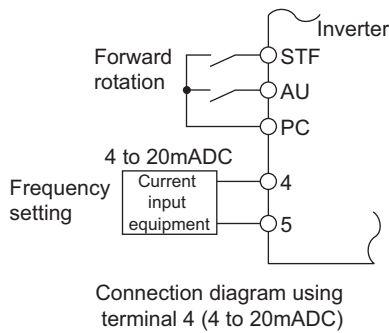 Inverter
Forward
rotation
STF
AU
PC
4 to 20mADC
Frequency
setting
Current
input
equipment
4
5
Connection diagram using
terminal 4 (4 to 20mADC)